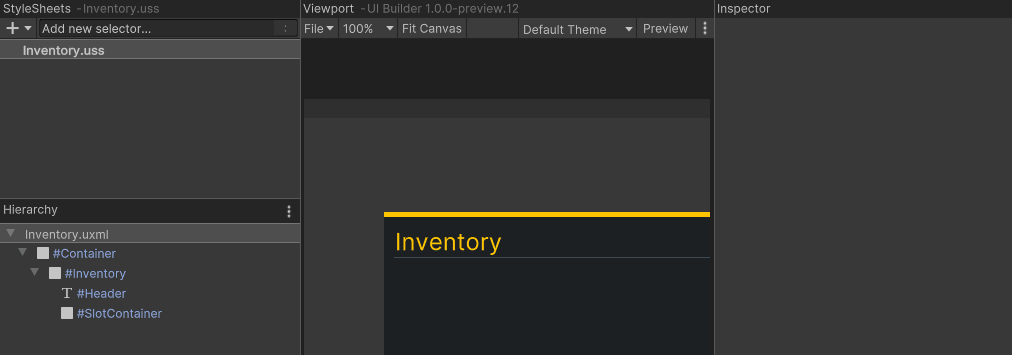 StyleSheets - Inventory.uss
Add new selector...
Inventory.uss
Hierarchy
Inventory.uxml
#Container
#Inventory
T #Header
#SlotContainer
Viewport - UI Builder 1.0.0-preview.12
File 100% Fit Canvas Default Theme Preview
Inventory
Inspector